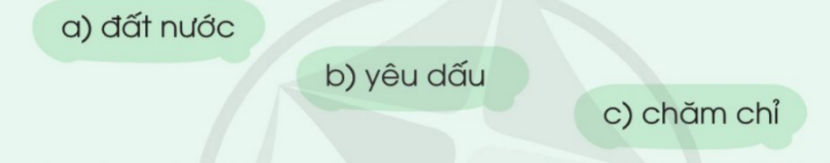 a) đất nước
b) yêu dấu
c) chăm chỉ